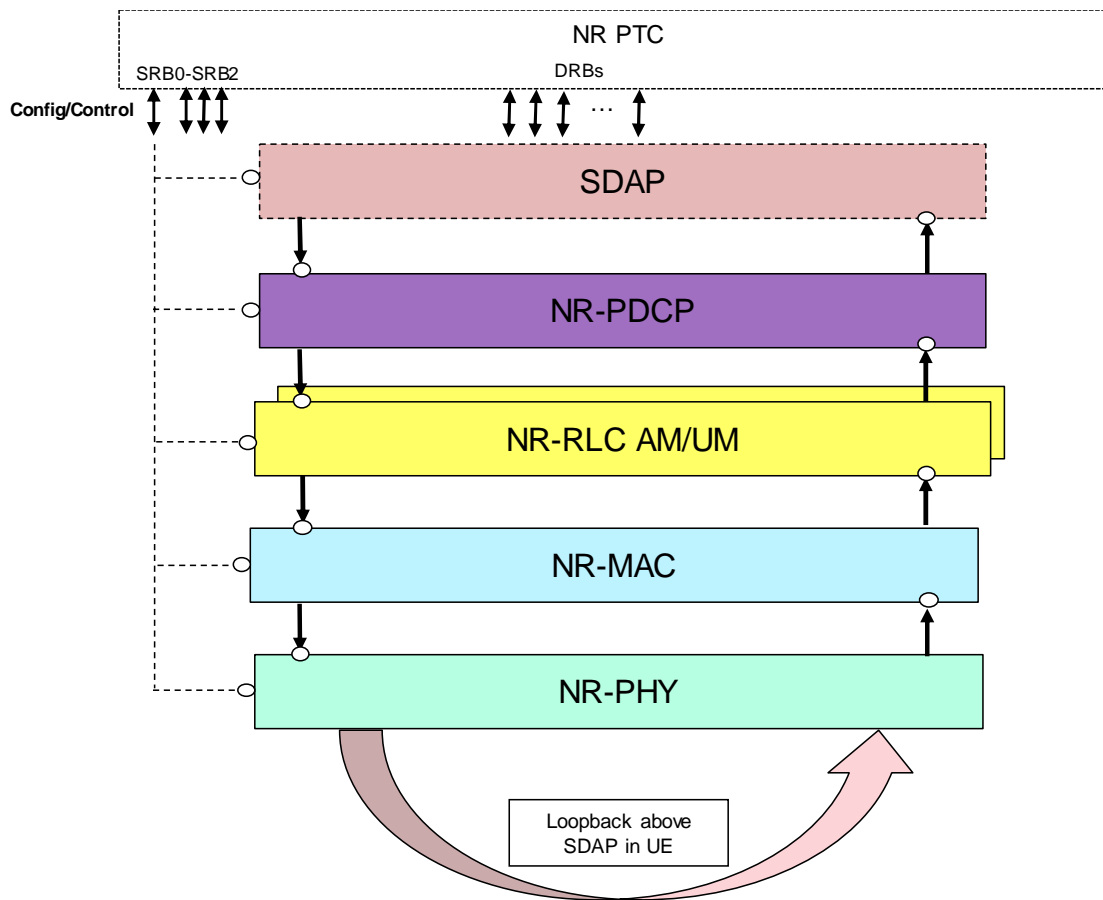 NR PTC
SRB0-SRB2
DRBs
Config/Control
...
SDAP
NR-PDCP
NR-RLC AM/UM
NR-MAC
NR-PHY
Loopback above
SDAP in UE